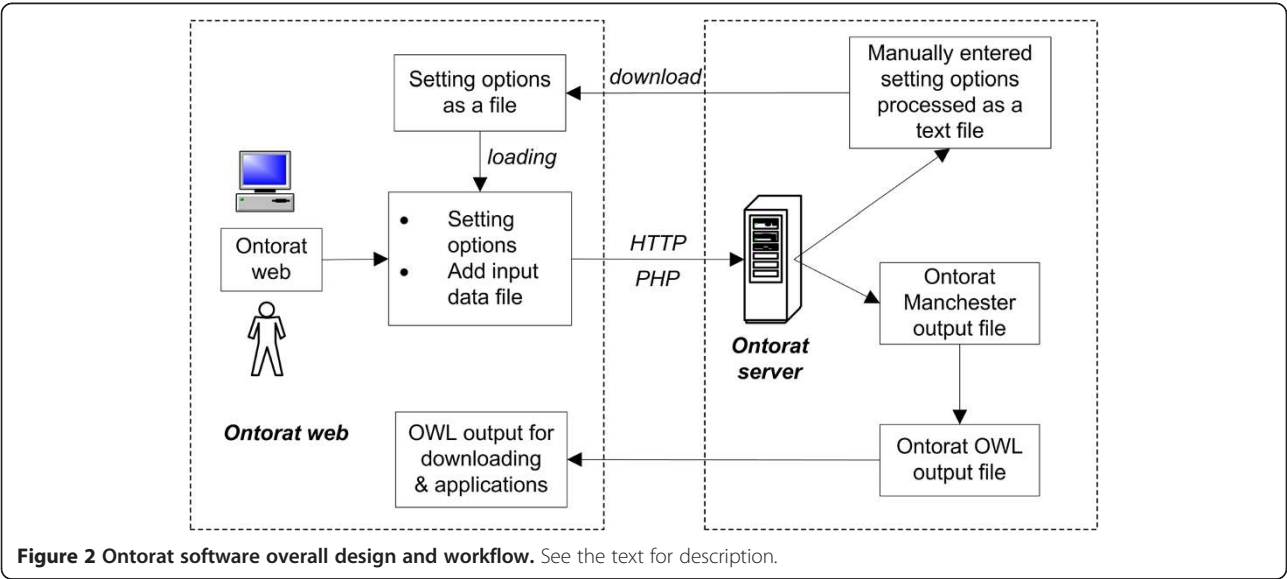 Setting options
as a file
download
Manually entered
setting options
processed as a
text file
loading
Ontorat
web
• Setting
options
• Add input
data file
HTTP
PHP
Ontorat
server
Ontorat
Manchester
output file
Ontorat web
OWL output for
downloading
& applications
Ontorat OWL
output file
Figure 2 Ontorat software overall design and workflow. See the text for description.